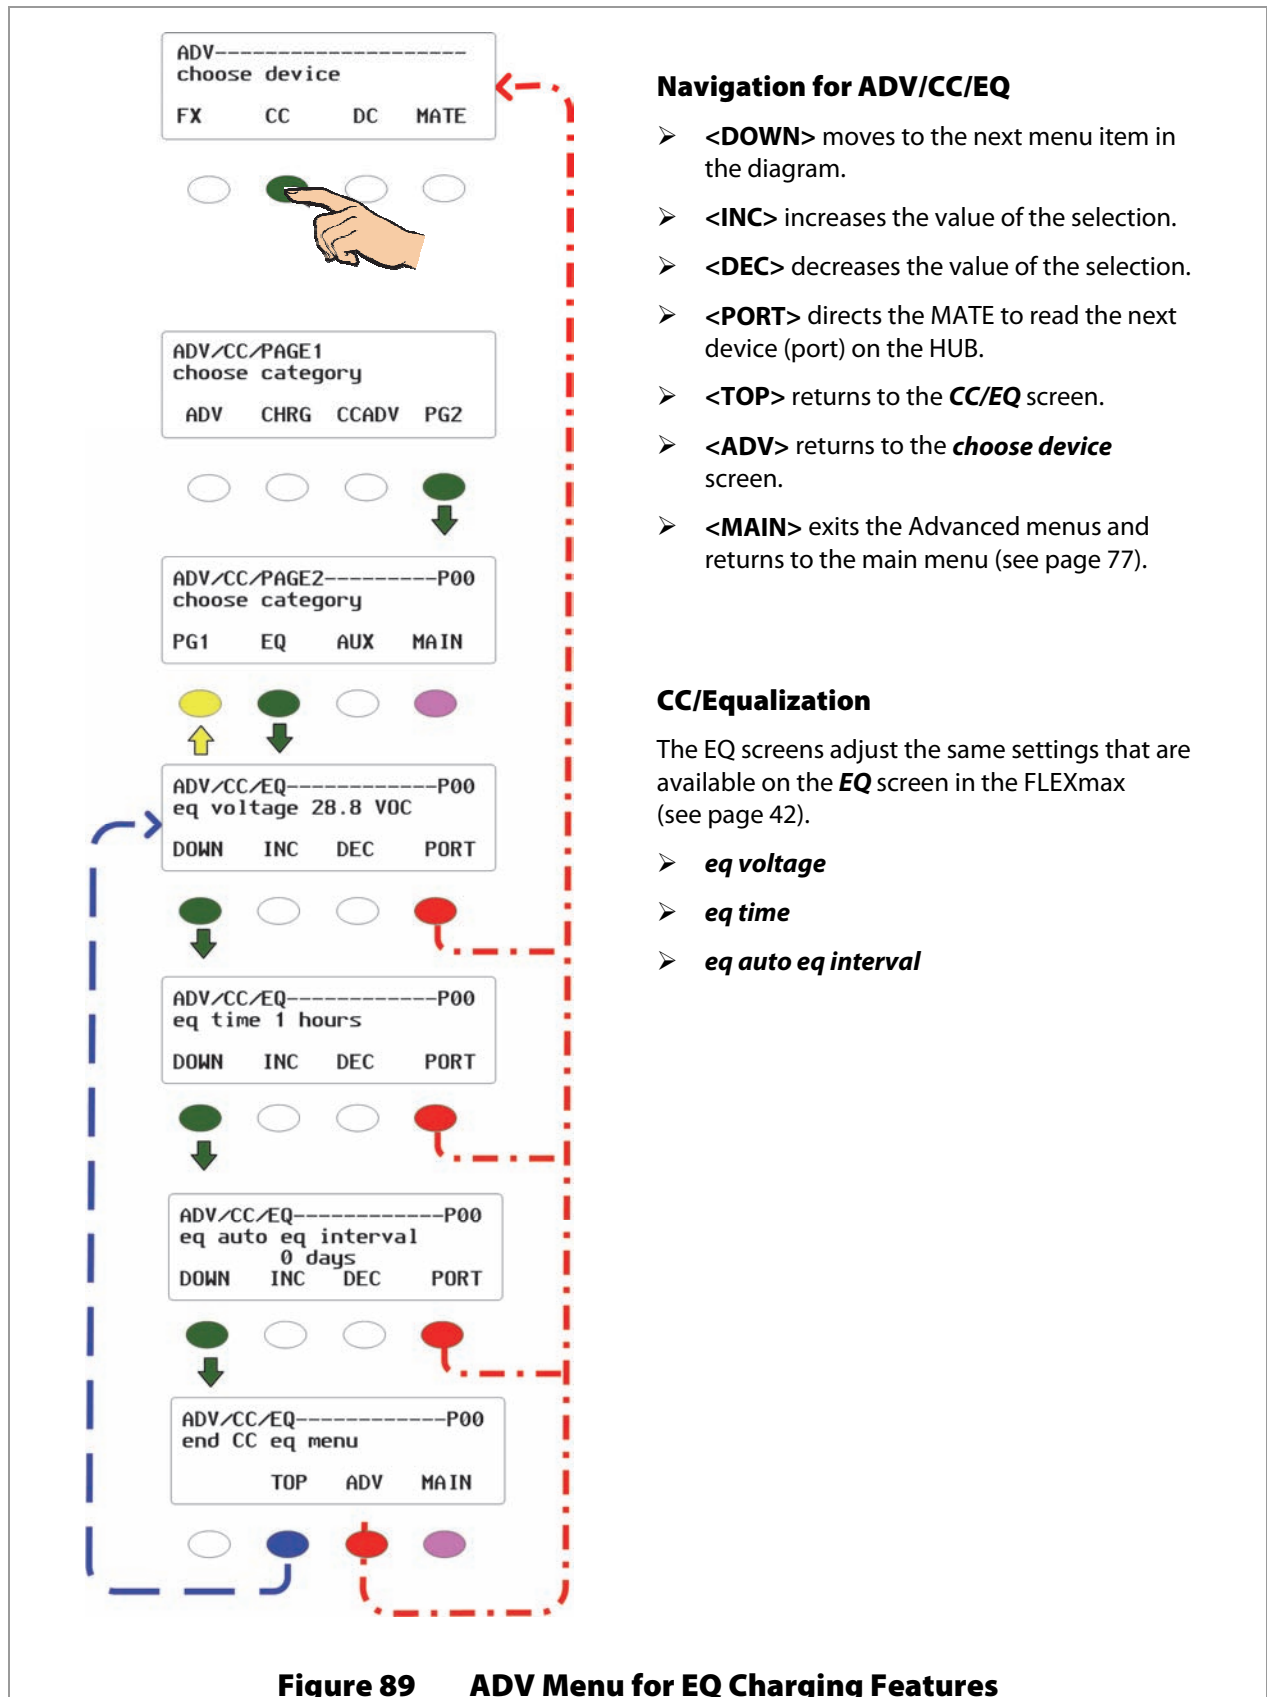 ADV---------------------
choose device
FX CC DC MATE
ADV/CC/PAGE1
choose category
ADV CHRG CCADV PG2
ADV/CC/PAGE2---------P00
choose category
PG1 EQ AUX MAIN
ADV/CC/EQ------------P00
eq voltage 28.8 VOC
DOWN INC DEC PORT
ADV/CC/EQ------------P00
eq time 1 hours
DOWN INC DEC PORT
ADV/CC/EQ------------P00
eq auto eq interval
0 days
DOWN INC DEC PORT
ADV/CC/EQ------------P00
end CC eq menu
TOP ADV MAIN
Navigation for ADV/CC/EQ
➢ <DOWN> moves to the next menu item in
the diagram.
➢ <INC> increases the value of the selection.
➢ <DEC> decreases the value of the selection.
➢ <PORT> directs the MATE to read the next
device (port) on the HUB.
➢ <TOP> returns to the CC/EQ screen.
➢ <ADV> returns to the choose device
screen.
➢ <MAIN> exits the Advanced menus and
returns to the main menu (see page 77).
CC/Equalization
The EQ screens adjust the same settings that are
available on the EQ screen in the FLEXmax
(see page 42).
➢ eq voltage
➢ eq time
➢ eq auto eq interval
Figure 89 ADV Menu for EQ Charging Features